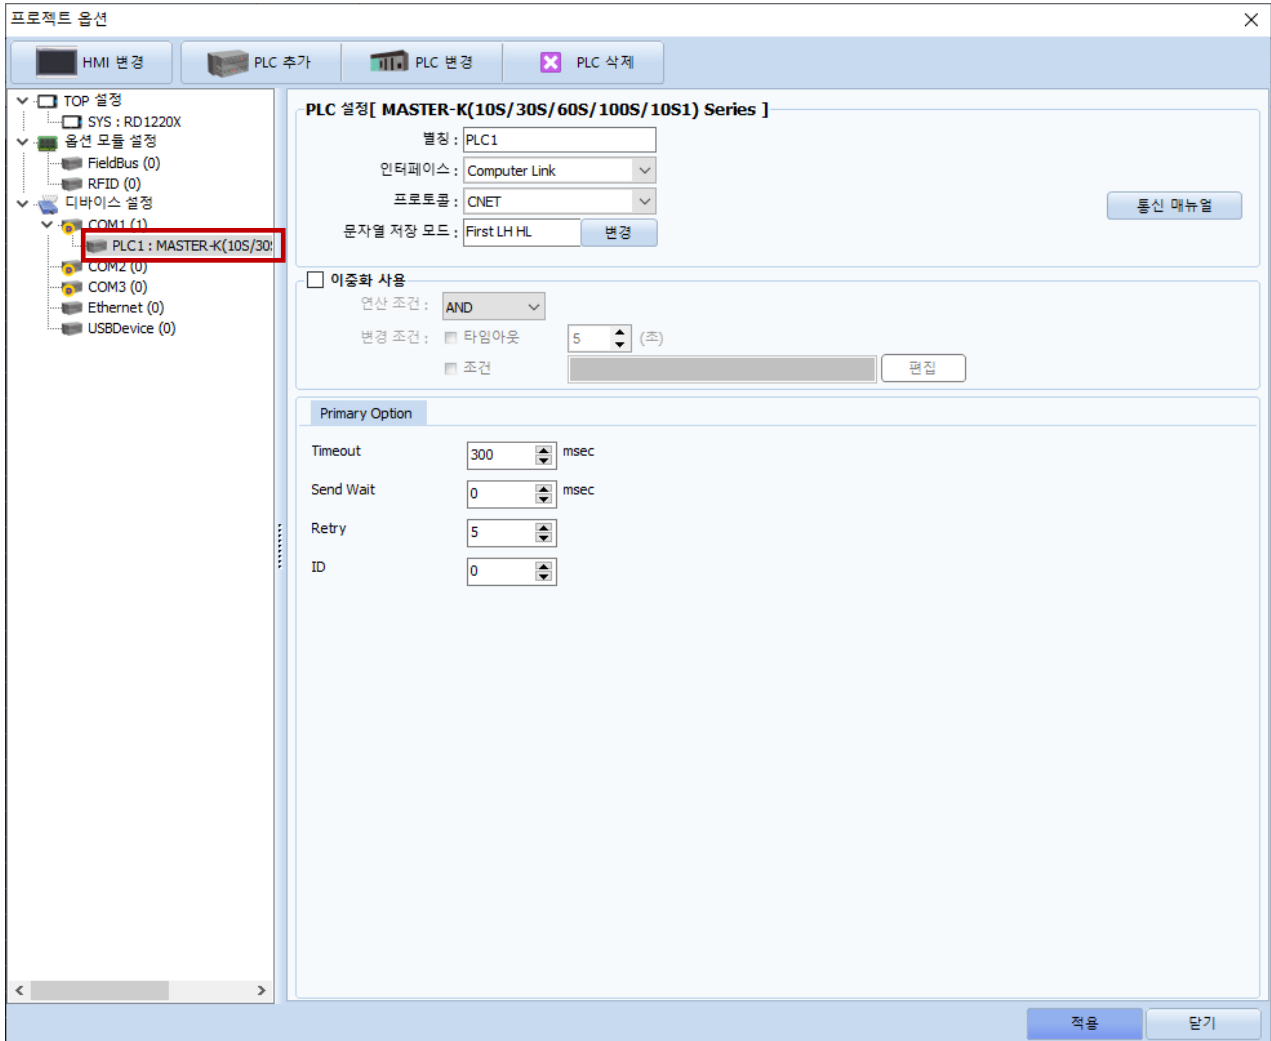 프로젝트 옵션
HMI 변경
PLC 추가
PLC 변경
PLC 삭제
TOP 설정
SYS : RD1220X
옵션 모듈 설정
FieldBus (0)
RFID (0)
디바이스 설정
COM1 (1)
PLC1 : MASTER-K(10S/30S
COM2 (0)
COM3 (0)
Ethernet (0)
USBDevice (0)
PLC 설정[ MASTER-K(10S/30S/60S/100S/10S1) Series ]
별칭 : PLC1
인터페이스 : Computer Link
프로토콜 : CNET
통신 매뉴얼
문자열 저장 모드 : First LH HL 변경
이중화 사용
연산 조건 : AND
변경 조건 : 타임아웃 5 (초)
조건 편집
Primary Option
Timeout 300 msec
Send Wait 0 msec
Retry 5
ID 0
적용 닫기